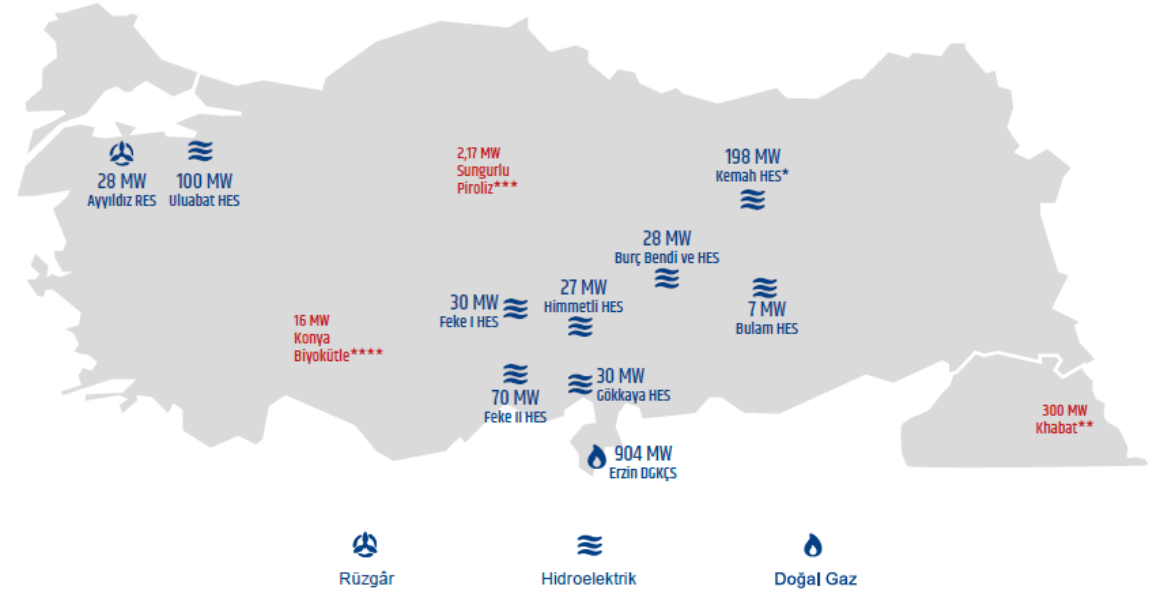 28 MW
Ayyıldız RES
100 MW
Uluabat HES
2,17 MW
Sungurlu
Piroliz***
198 MW
Kemah HES*
28 MW
Burç Bendi ve HES
27 MW
Himmetli HES
30 MW
Feke I HES
7 MW
Bulam HES
16 MW
Konya
Biyokütle****
70 MW
Feke II HES
30 MW
Gökkaya HES
300 MW
Khabat**
904 MW
Erzin DGKÇS
Rüzgâr
Hidroelektrik
Doğal Gaz